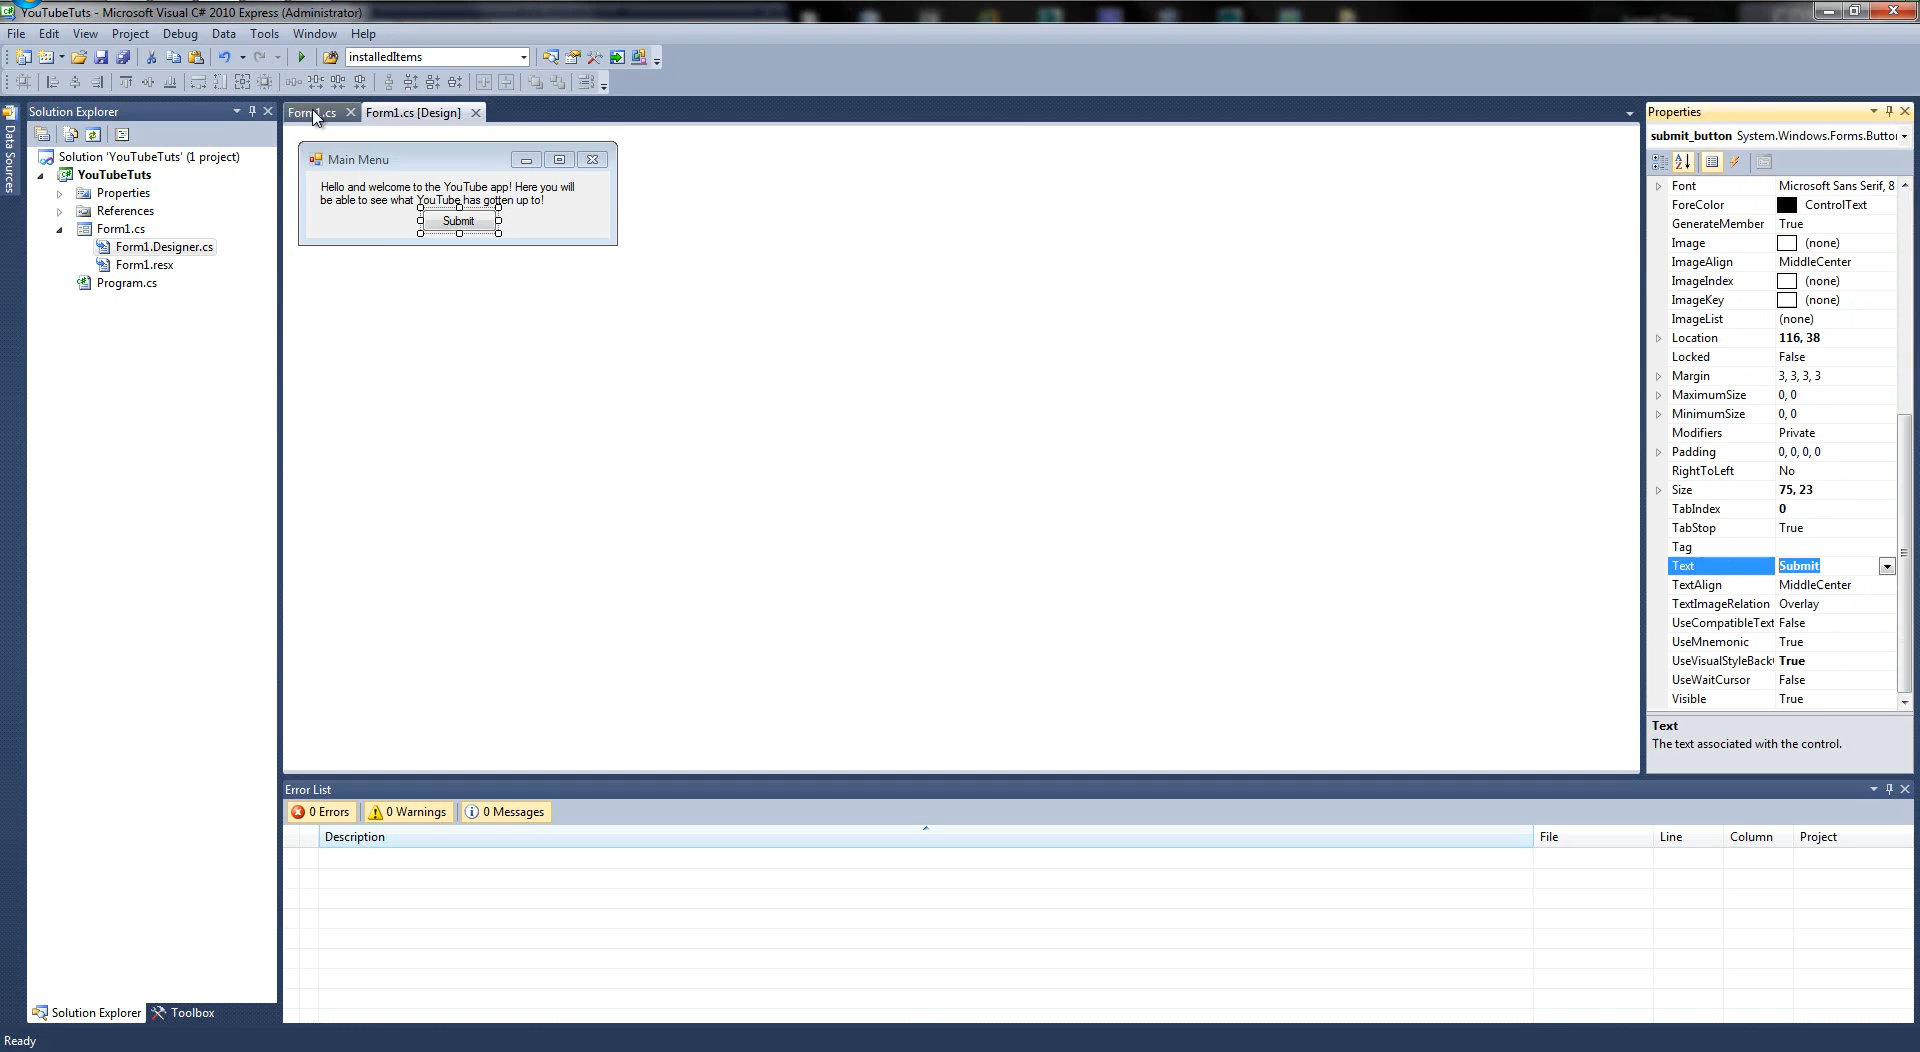 YouTubeTuts - Microsoft Visual C# 2010 Express (Administrator)
File Edit View Project Debug Data Tools Window Help
installedItems
Data Sources
Solution Explorer
Solution 'YouTubeTuts' (1 project)
YouTubeTuts
Properties
References
Form1.cs
Form1.Designer.cs
Form1.resx
Program.cs
Solution Explorer Toolbox
Form1.cs Form1.cs [Design]
Main Menu
Hello and welcome to the YouTube app! Here you will
be able to see what YouTube has gotten up to!
Submit
Properties
submit_button System.Windows.Forms.Button
Font Microsoft Sans Serif, 8
ForeColor ControlText
GenerateMember True
Image (none)
ImageAlign MiddleCenter
ImageIndex (none)
ImageKey (none)
ImageList (none)
Location 116, 38
Locked False
Margin 3, 3, 3, 3
MaximumSize 0, 0
MinimumSize 0, 0
Modifiers Private
Padding 0, 0, 0, 0
RightToLeft No
Size 75, 23
TabIndex 0
TabStop True
Tag
Text Submit
TextAlign MiddleCenter
TextImageRelation Overlay
UseCompatibleText False
UseMnemonic True
UseVisualStyleBack True
UseWaitCursor False
Visible True
Text
The text associated with the control.
Error List
0 Errors 0 Warnings 0 Messages
Description File Line Column Project
Ready